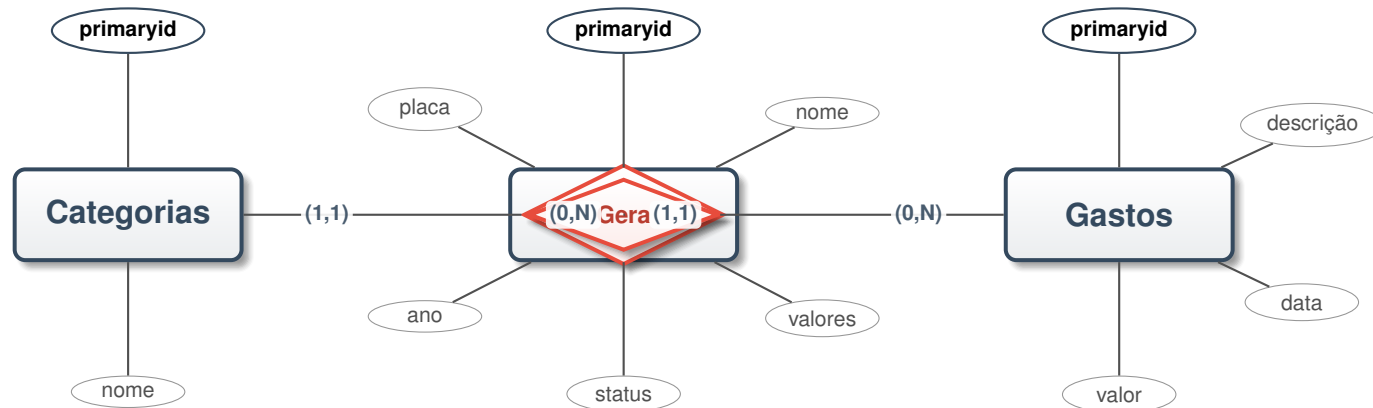 primaryid
primaryid
primaryid
placa
nome
descrição
Categorias
(1,1)
(0,N)
Gera
(1,1)
(0,N)
Gastos
ano
valores
data
nome
status
valor